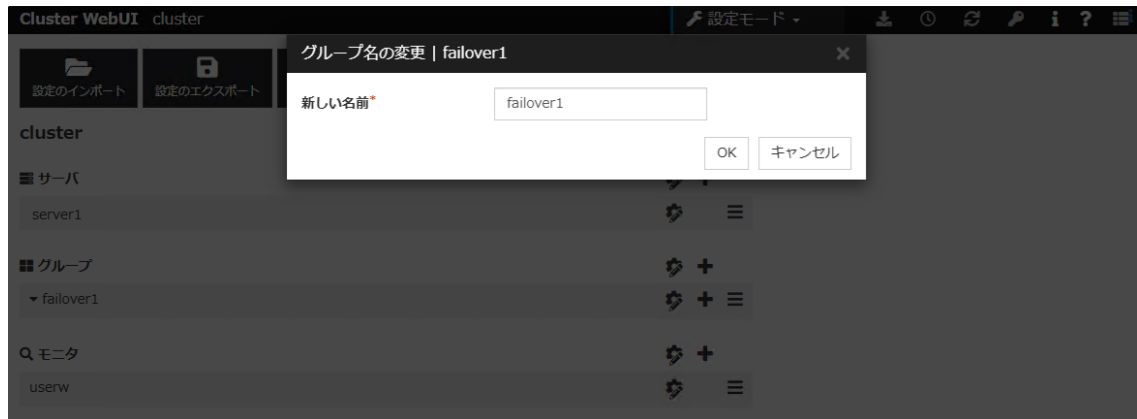 Cluster WebUI cluster 設定モード
グループ名の変更 | failover1
設定のインポート 設定のエクスポート
新しい名前* failover1
OK キャンセル
cluster
サーバ
server1
グループ
failover1
モニタ
userw